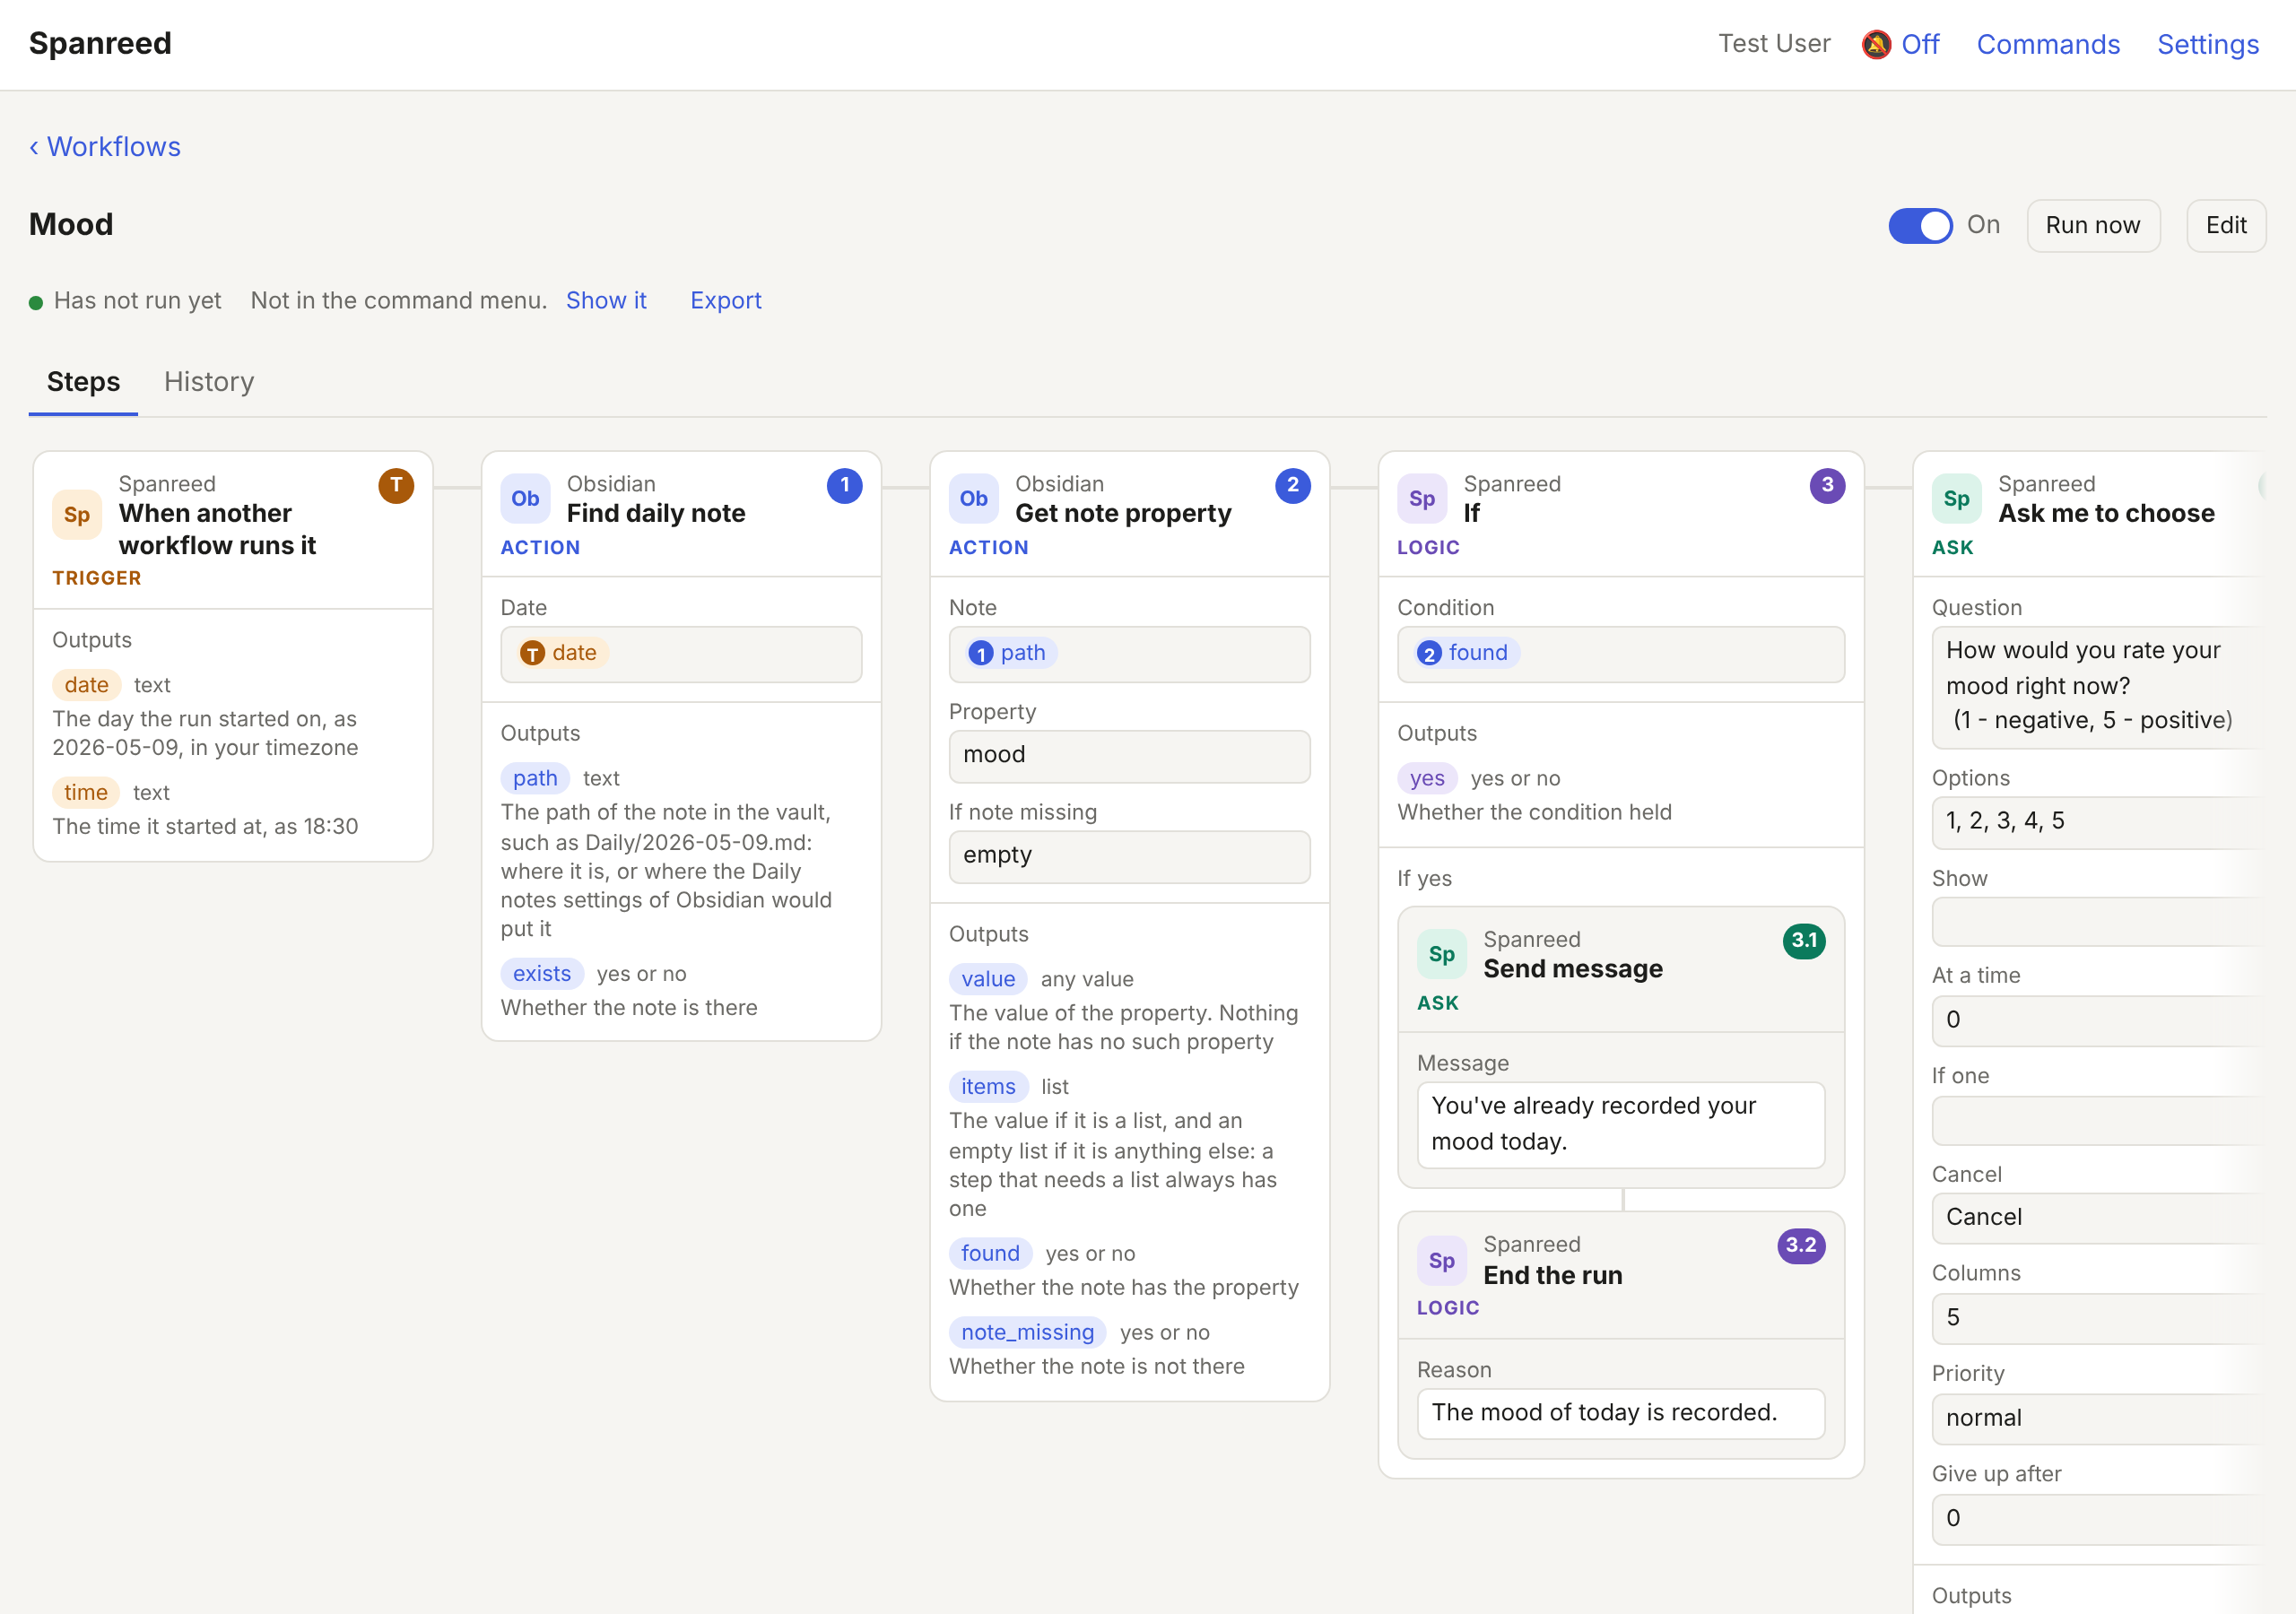 Spanreed
Test User
Off
Commands
Settings
‹ Workflows
Mood
On
Run now
Edit
Has not run yet
Not in the command menu.
Show it
Export
Steps
History
Sp
Spanreed
When another
workflow runs it
T
TRIGGER
Outputs
date text
The day the run started on, as
2026-05-09, in your timezone
time text
The time it started at, as 18:30
Ob
Obsidian
Find daily note
1
ACTION
Date
T date
Outputs
path text
The path of the note in the vault,
such as Daily/2026-05-09.md:
where it is, or where the Daily
notes settings of Obsidian would
put it
exists yes or no
Whether the note is there
Ob
Obsidian
Get note property
2
ACTION
Note
1 path
Property
mood
If note missing
empty
Outputs
value any value
The value of the property. Nothing
if the note has no such property
items list
The value if it is a list, and an
empty list if it is anything else: a
step that needs a list always has
one
found yes or no
Whether the note has the property
note_missing yes or no
Whether the note is not there
Sp
Spanreed
If
3
LOGIC
Condition
2 found
Outputs
yes yes or no
Whether the condition held
If yes
Sp
Spanreed
Send message
3.1
ASK
Message
You've already recorded your
mood today.
Sp
Spanreed
End the run
3.2
LOGIC
Reason
The mood of today is recorded.
Sp
Spanreed
Ask me to choose
ASK
Question
How would you rate your
mood right now?
(1 - negative, 5 - positive)
Options
1, 2, 3, 4, 5
Show
At a time
0
If one
Cancel
Cancel
Columns
5
Priority
normal
Give up after
0
Outputs